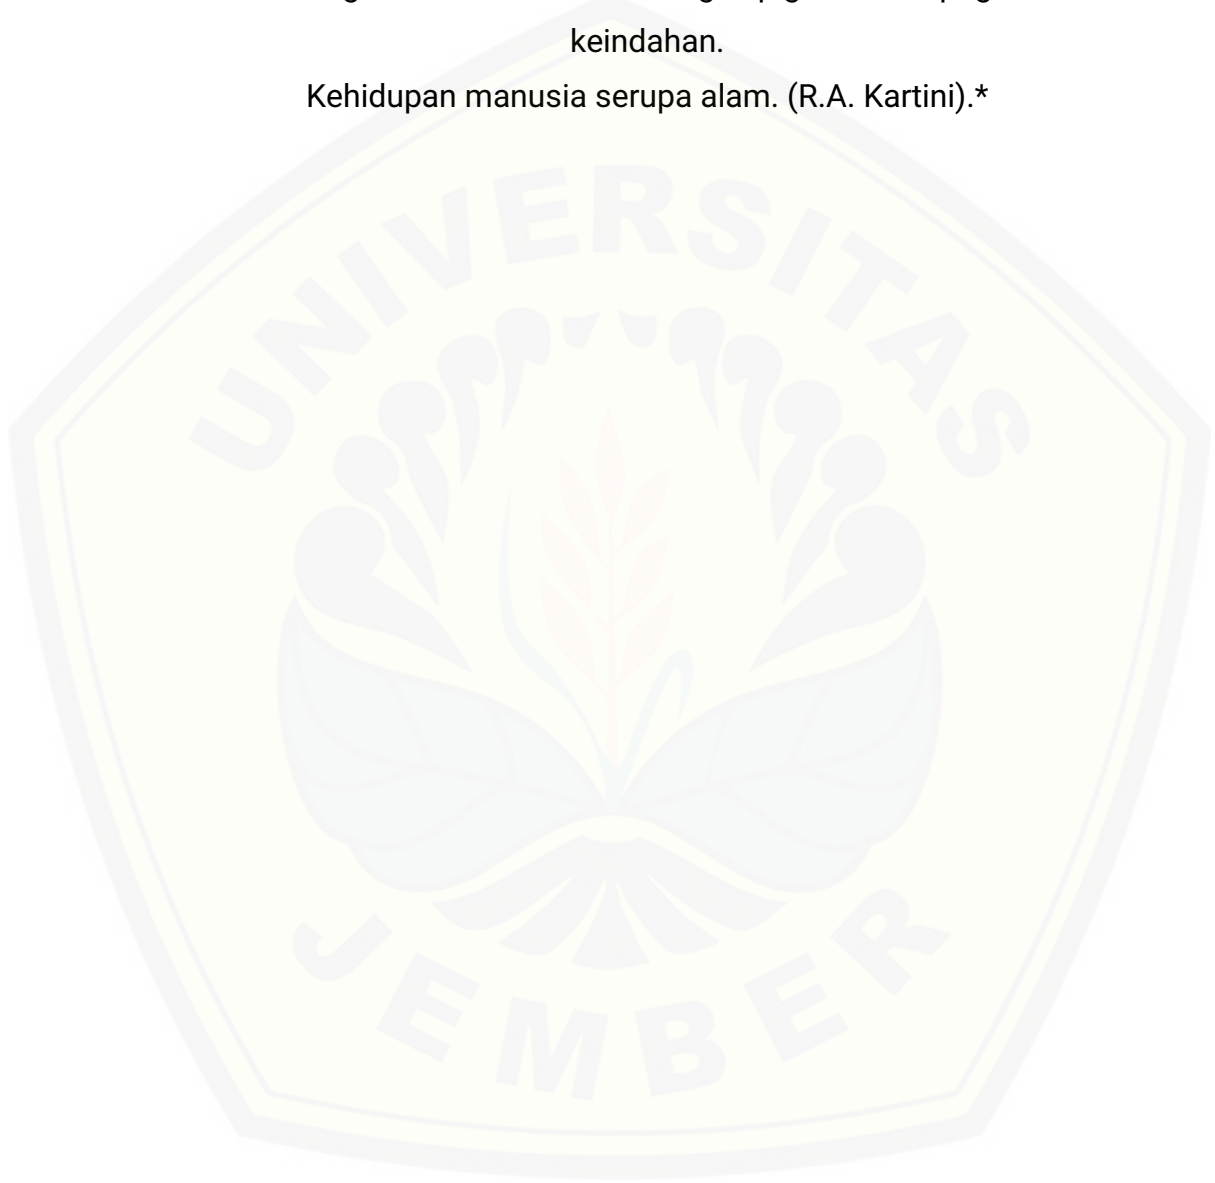 keindahan.
Kehidupan manusia serupa alam. (R.A. Kartini).*
UNIVERSITAS
JEMBER